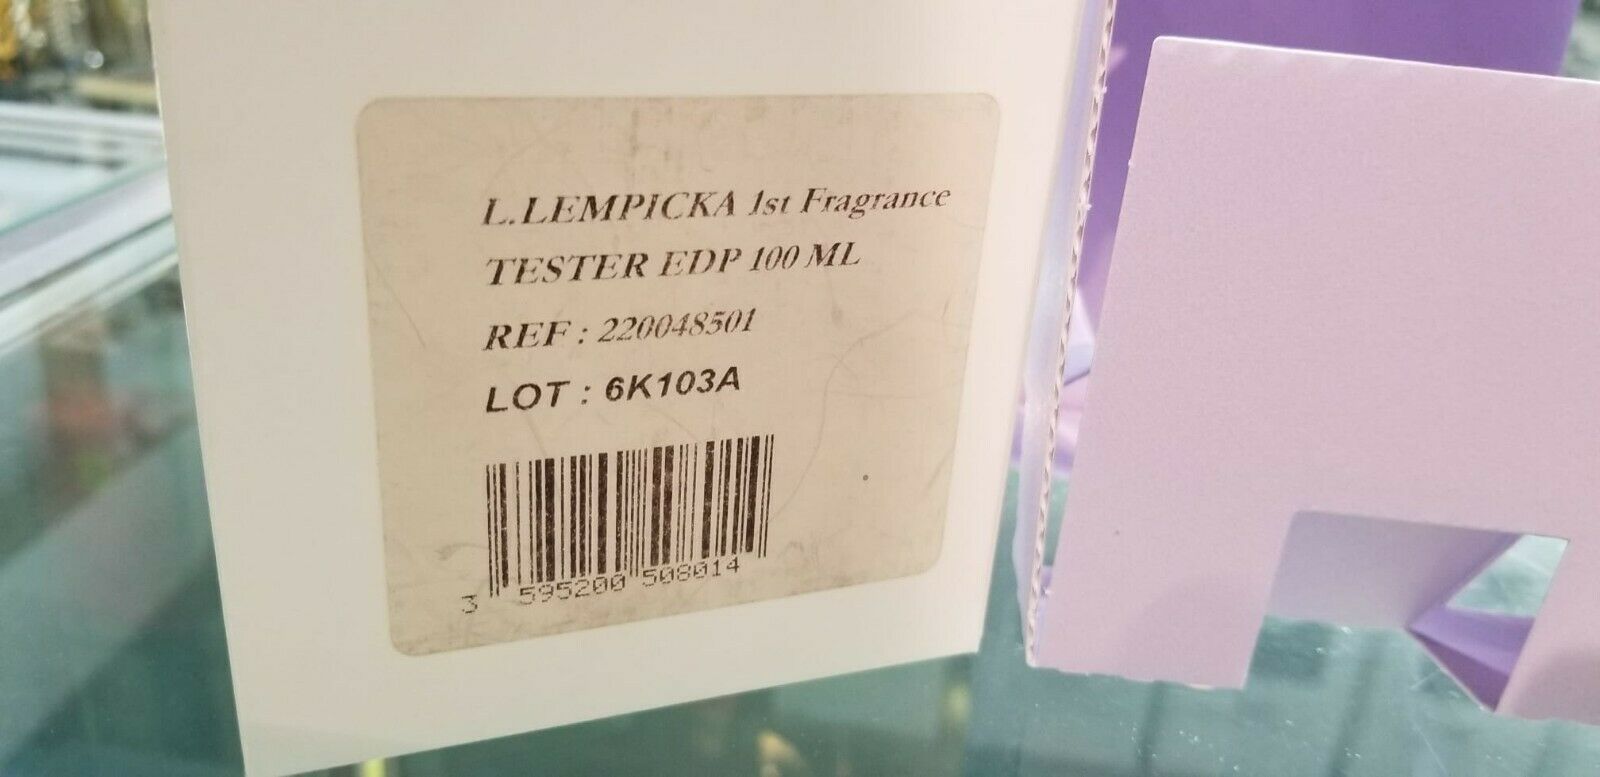 L.LEMPICKA 1st Fragrance
TESTER EDP 100 ML
REF : 220048501
LOT : 6K103A
3 595200 508014